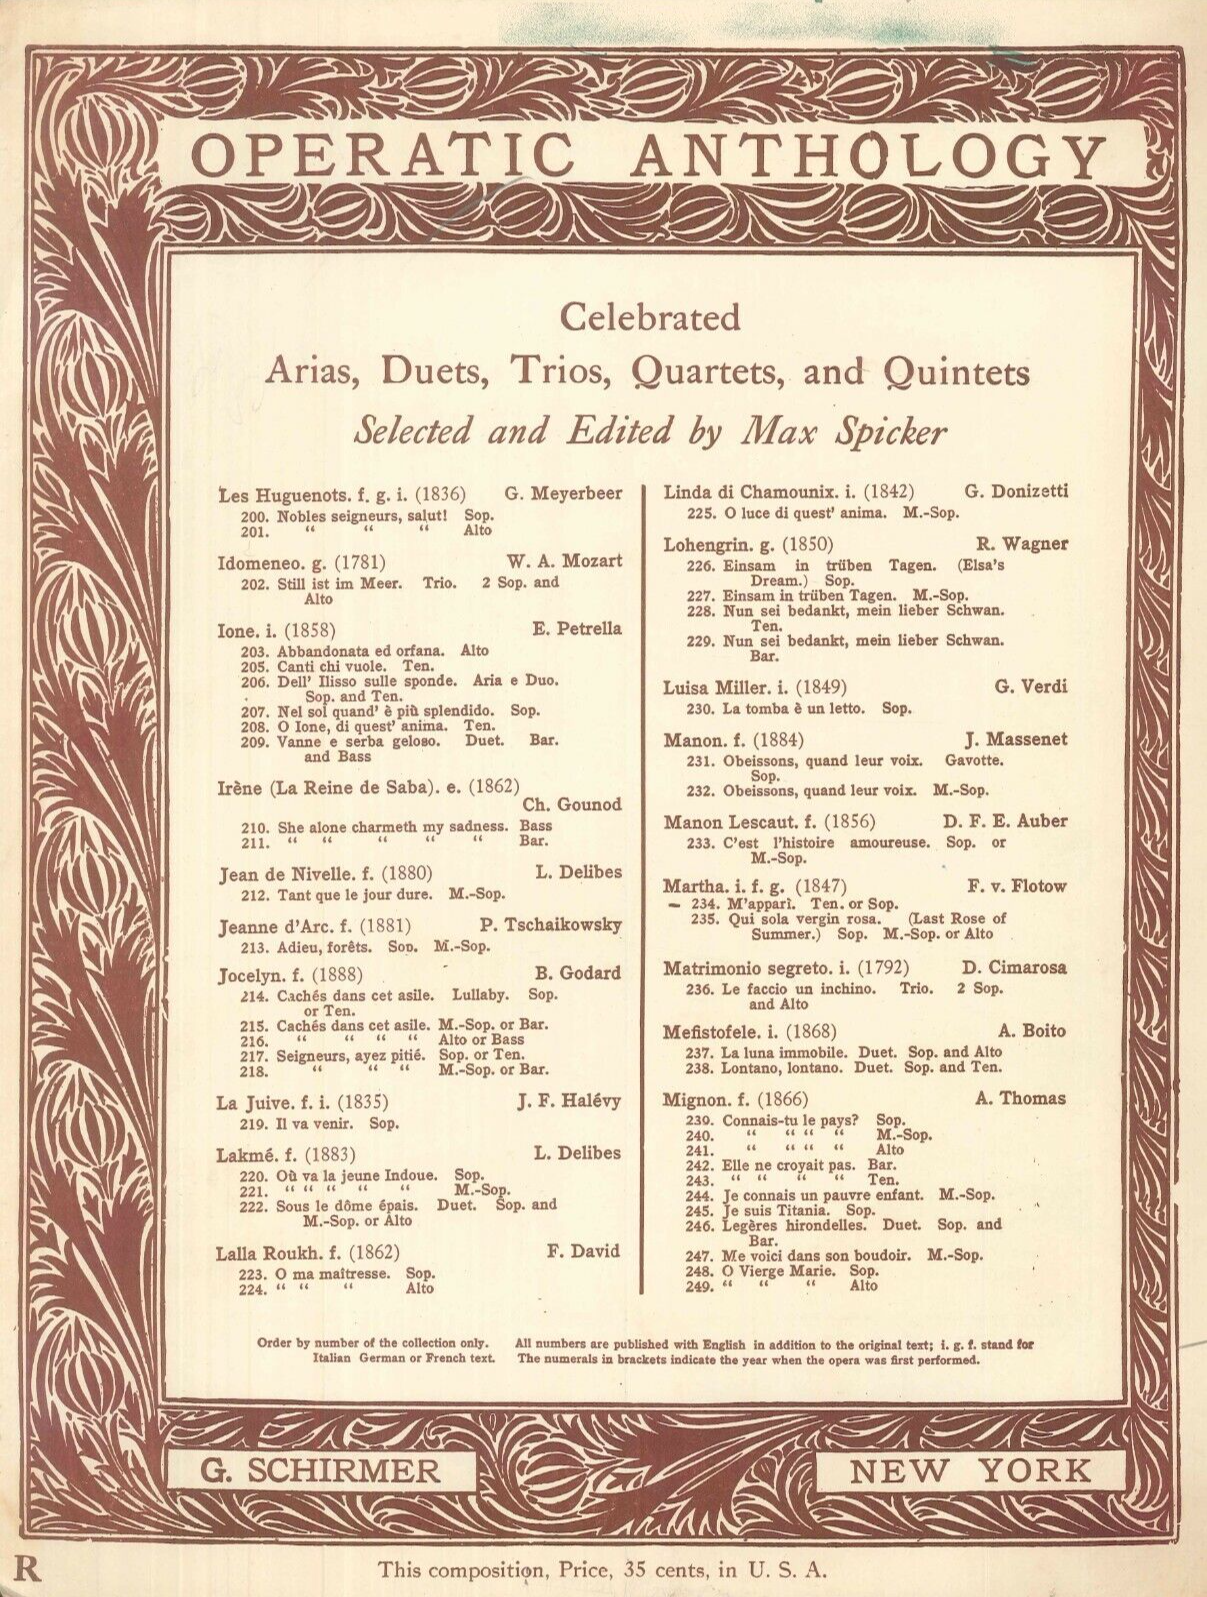 OPERATIC ANTHOLOGY
Celebrated
Arias, Duets, Trios, Quartets, and Quintets
Selected and Edited by Max Spicker
Les Huguenots. f. g. i. (1836) G. Meyerbeer
200. Nobles seigneurs, salut! Sop.
201. “ “ “ Alto
Idomeneo. g. (1781) W. A. Mozart
202. Still ist im Meer. Trio. 2 Sop. and
Alto
Ione. i. (1858) E. Petrella
203. Abbandonata ed orfana. Alto
205. Canti chi vuole. Ten.
206. Dell' Ilisso sulle sponde. Aria e Duo.
Sop. and Ten.
207. Nel sol quand' è più splendido. Sop.
208. O Ione, di quest' anima. Ten.
209. Vanne e serba geloso. Duet. Bar.
and Bass
Irène (La Reine de Saba). e. (1862)
Ch. Gounod
210. She alone charmeth my sadness. Bass
211. “ “ “ “ “ Bar.
Jean de Nivelle. f. (1880) L. Delibes
212. Tant que le jour dure. M.-Sop.
Jeanne d'Arc. f. (1881) P. Tschaikowsky
213. Adieu, forêts. Sop. M.-Sop.
Jocelyn. f. (1888) B. Godard
214. Cachés dans cet asile. Lullaby. Sop.
or Ten.
215. Cachés dans cet asile. M.-Sop. or Bar.
216. “ “ “ “ Alto or Bass
217. Seigneurs, ayez pitié. Sop. or Ten.
218. “ “ “ M.-Sop. or Bar.
La Juive. f. i. (1835) J. F. Halévy
219. Il va venir. Sop.
Lakmé. f. (1883) L. Delibes
220. Où va la jeune Indoue. Sop.
221. “ “ “ “ “ M.-Sop.
222. Sous le dôme épais. Duet. Sop. and
M.-Sop. or Alto
Lalla Roukh. f. (1862) F. David
223. O ma maîtresse. Sop.
224. “ “ “ Alto
Linda di Chamounix. i. (1842) G. Donizetti
225. O luce di quest' anima. M.-Sop.
Lohengrin. g. (1850) R. Wagner
226. Einsam in trüben Tagen. (Elsa's
Dream.) Sop.
227. Einsam in trüben Tagen. M.-Sop.
228. Nun sei bedankt, mein lieber Schwan.
Ten.
229. Nun sei bedankt, mein lieber Schwan.
Bar.
Luisa Miller. i. (1849) G. Verdi
230. La tomba è un letto. Sop.
Manon. f. (1884) J. Massenet
231. Obeissons, quand leur voix. Gavotte.
Sop.
232. Obeissons, quand leur voix. M.-Sop.
Manon Lescaut. f. (1856) D. F. E. Auber
233. C'est l'histoire amoureuse. Sop. or
M.-Sop.
Martha. i. f. g. (1847) F. v. Flotow
– 234. M'apparì. Ten. or Sop.
235. Qui sola vergin rosa. (Last Rose of
Summer.) Sop. M.-Sop. or Alto
Matrimonio segreto. i. (1792) D. Cimarosa
236. Le faccio un inchino. Trio. 2 Sop.
and Alto
Mefistofele. i. (1868) A. Boito
237. La luna immobile. Duet. Sop. and Alto
238. Lontano, lontano. Duet. Sop. and Ten.
Mignon. f. (1866) A. Thomas
239. Connais-tu le pays? Sop.
240. “ “ “ “ M.-Sop.
241. “ “ “ “ Alto
242. Elle ne croyait pas. Bar.
243. “ “ “ “ Ten.
244. Je connais un pauvre enfant. M.-Sop.
245. Je suis Titania. Sop.
246. Legères hirondelles. Duet. Sop. and
Bar.
247. Me voici dans son boudoir. M.-Sop.
248. O Vierge Marie. Sop.
249. “ “ “ Alto
Order by number of the collection only. All numbers are published with English in addition to the original text; i. g. f. stand for
Italian German or French text. The numerals in brackets indicate the year when the opera was first performed.
G. SCHIRMER NEW YORK
R This composition, Price, 35 cents, in U. S. A.